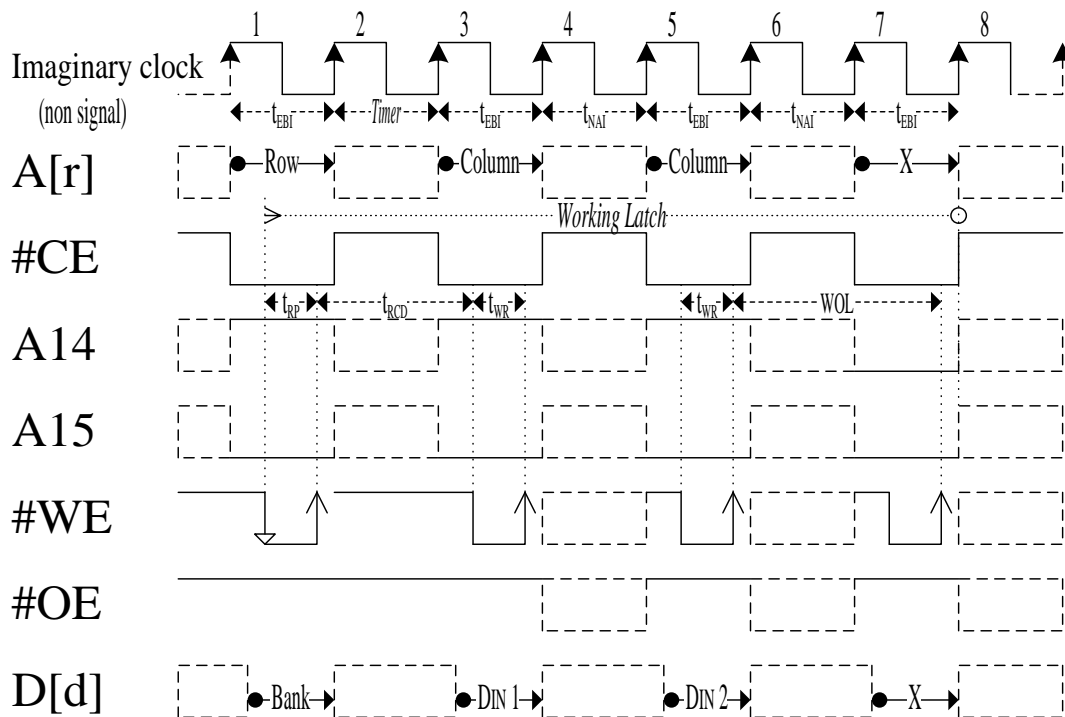 1 2 3 4 5 6 7 8
Imaginary clock
(non signal)
tEBI Timer tEBI tNAI tEBI tNAI tEBI
A[r] Row Column Column X
Working Latch
#CE
tRP tRCD tWR tWR WOL
A14
A15
#WE
#OE
D[d] Bank DIN 1 DIN 2 X